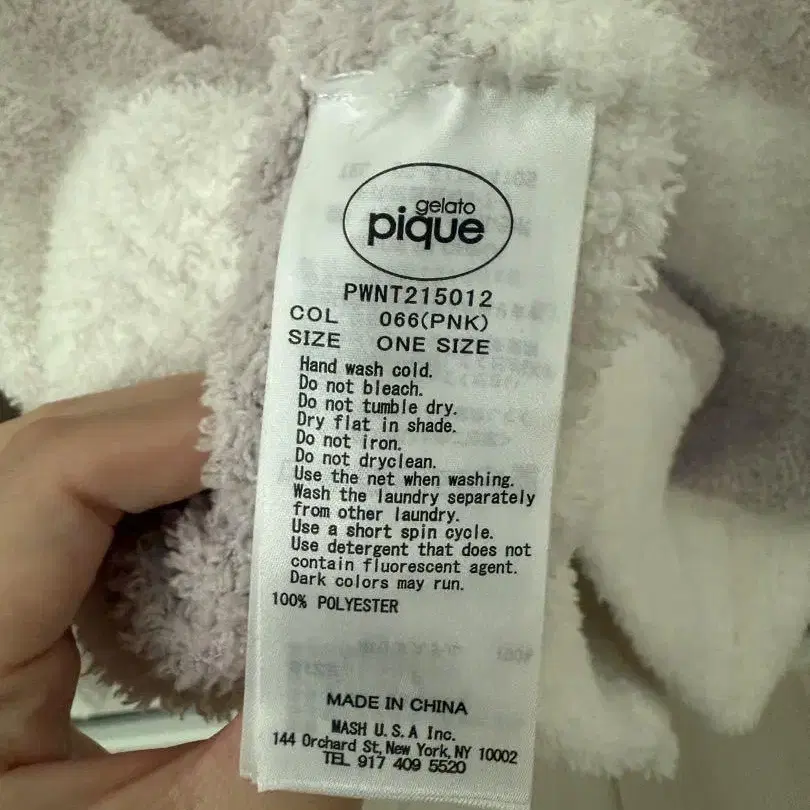 gelato
pique
PWNT215012
COL 066(PNK)
SIZE ONE SIZE
Hand wash cold.
Do not bleach.
Do not tumble dry.
Dry flat in shade.
Do not iron.
Do not dryclean.
Use the net when washing.
Wash the laundry separately
from other laundry.
Use a short spin cycle.
Use detergent that does not
contain fluorescent agent.
Dark colors may run.
100% POLYESTER
MADE IN CHINA
MASH U.S.A Inc.
144 Orchard St, New York, NY 10002
TEL 917 409 5520